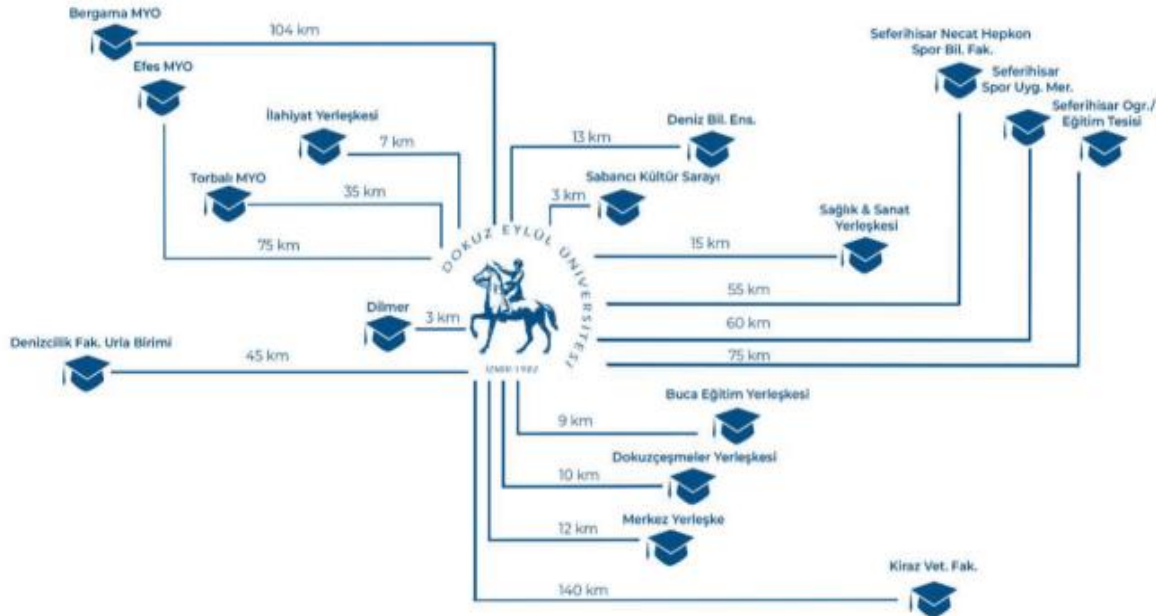 Bergama MYO
104 km
Efes MYO
İlahiyat Yerleşkesi
7 km
Torbalı MYO
35 km
75 km
Dilmer
3 km
Denizcilik Fak. Urla Birimi
45 km
DOKUZ EYLÜL ÜNİVERSİTESİ
İZMİR-1982
Deniz Bil. Ens.
13 km
Sabancı Kültür Sarayı
3 km
Sağlık & Sanat
Yerleşkesi
15 km
Seferihisar Necat Hepkon
Spor Bil. Fak.
55 km
Seferihisar
Spor Uyg. Mer.
60 km
Seferihisar Ogr./
Eğitim Tesisi
75 km
Buca Eğitim Yerleşkesi
9 km
Dokuzçeşmeler Yerleşkesi
10 km
Merkez Yerleşke
12 km
Kiraz Vet. Fak.
140 km